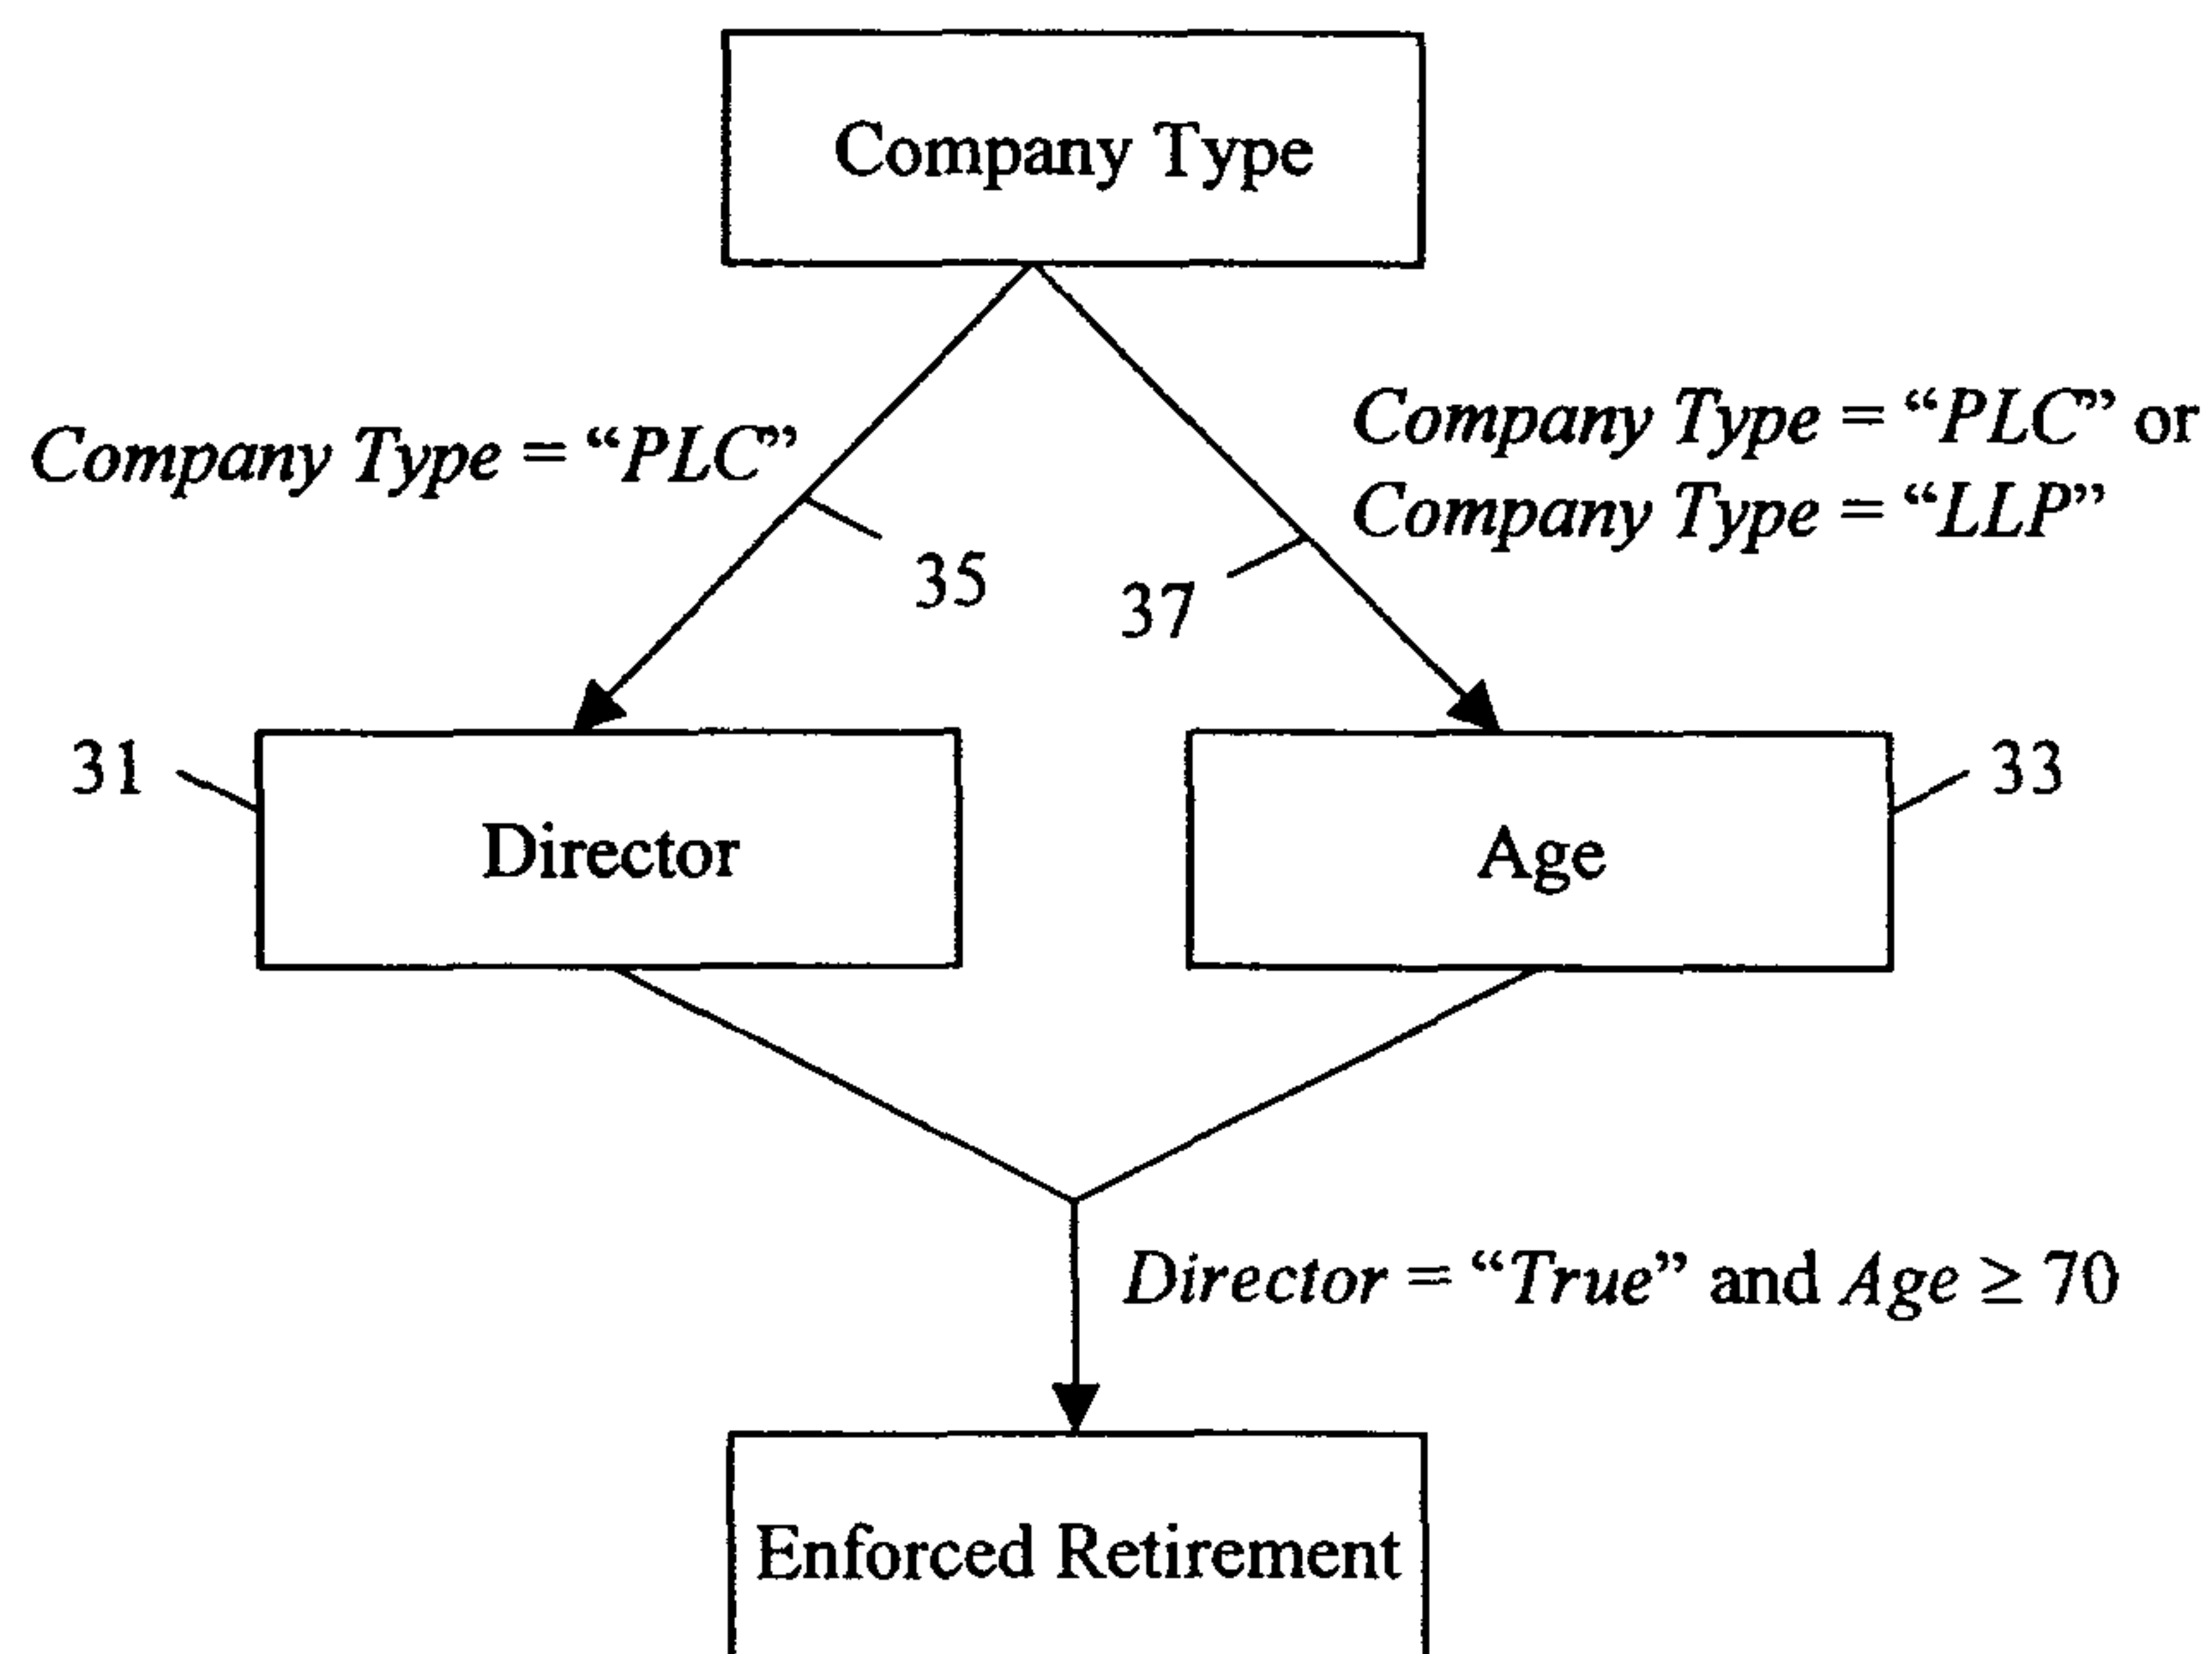 Company Type
Company Type = “PLC” or
Company Type = “PLC”
Company Type = “LLP”
35
37
31
33
Director
Age
Director = “True” and Age ≥ 70
Enforced Retirement